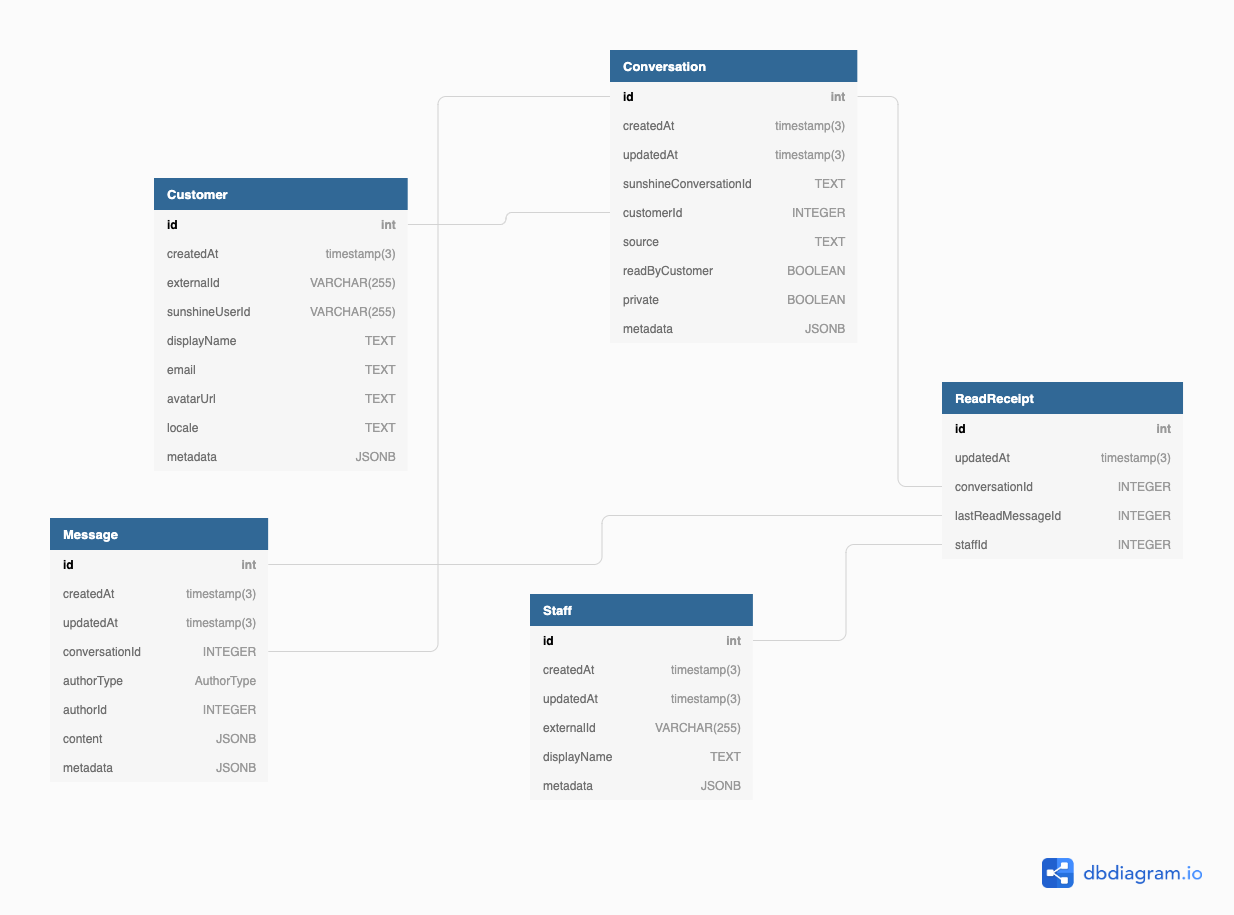 Conversation
id int
createdAt timestamp(3)
updatedAt timestamp(3)
sunshineConversationId TEXT
customerId INTEGER
source TEXT
readByCustomer BOOLEAN
private BOOLEAN
metadata JSONB
Customer
id int
createdAt timestamp(3)
externalId VARCHAR(255)
sunshineUserId VARCHAR(255)
displayName TEXT
email TEXT
avatarUrl TEXT
locale TEXT
metadata JSONB
ReadReceipt
id int
updatedAt timestamp(3)
conversationId INTEGER
lastReadMessageId INTEGER
staffId INTEGER
Message
id int
createdAt timestamp(3)
updatedAt timestamp(3)
conversationId INTEGER
authorType AuthorType
authorId INTEGER
content JSONB
metadata JSONB
Staff
id int
createdAt timestamp(3)
updatedAt timestamp(3)
externalId VARCHAR(255)
displayName TEXT
metadata JSONB
dbdiagram.io